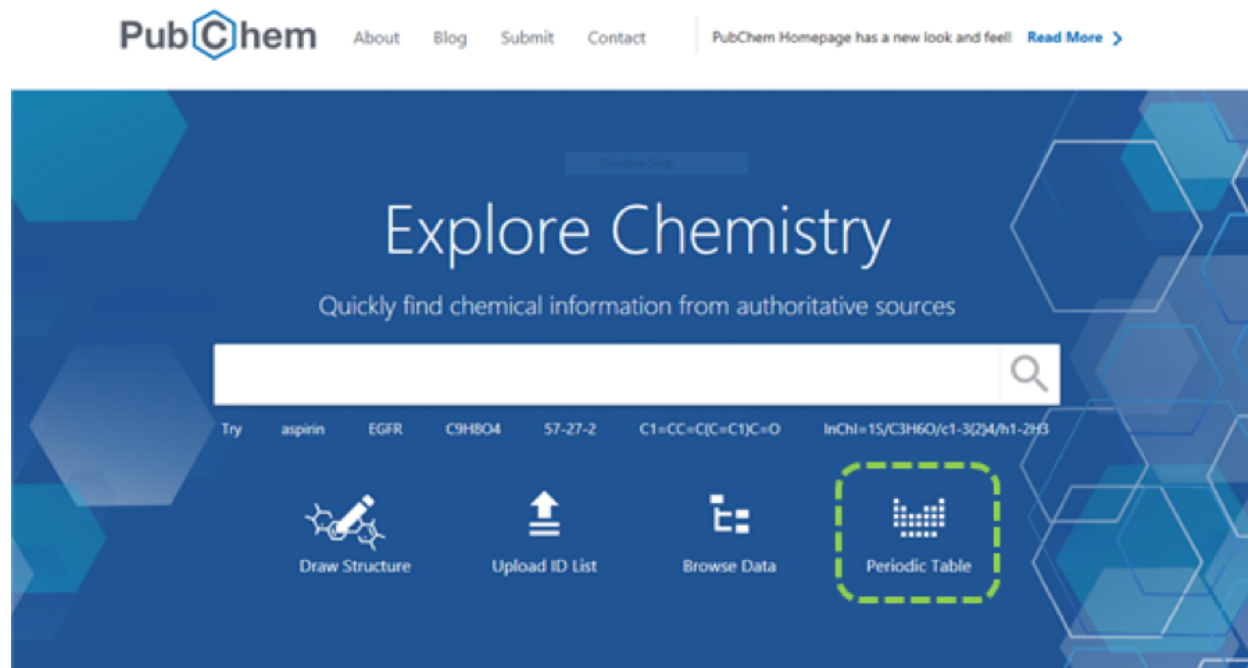 PubChem About Blog Submit Contact PubChem Homepage has a new look and feel! Read More
Explore Chemistry
Quickly find chemical information from authoritative sources
Try aspirin EGFR C9H8O4 57-27-2 C1=CC=C(C=C1)C=O InChI=1S/C3H6O/c1-3(2)4/h1-2H3
Draw Structure Upload ID List Browse Data Periodic Table